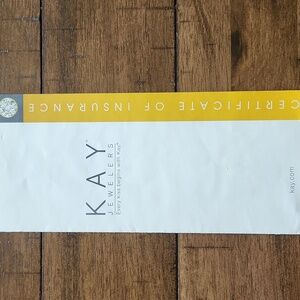 CERTIFICATE OF INSURANCE
KAY®
JEWELERS
Every kiss begins with Kay®
kay.com